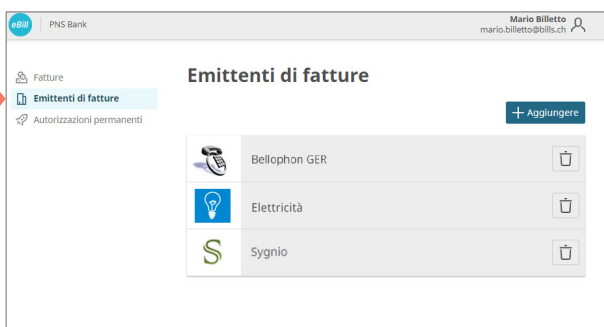 eBill
PNS Bank
Mario Billetto
mario.billetto@bills.ch
Fatture
Emittenti di fatture
Autorizzazioni permanenti
Emittenti di fatture
+ Aggiungere
Bellophon GER
Elettricità
Sygnio